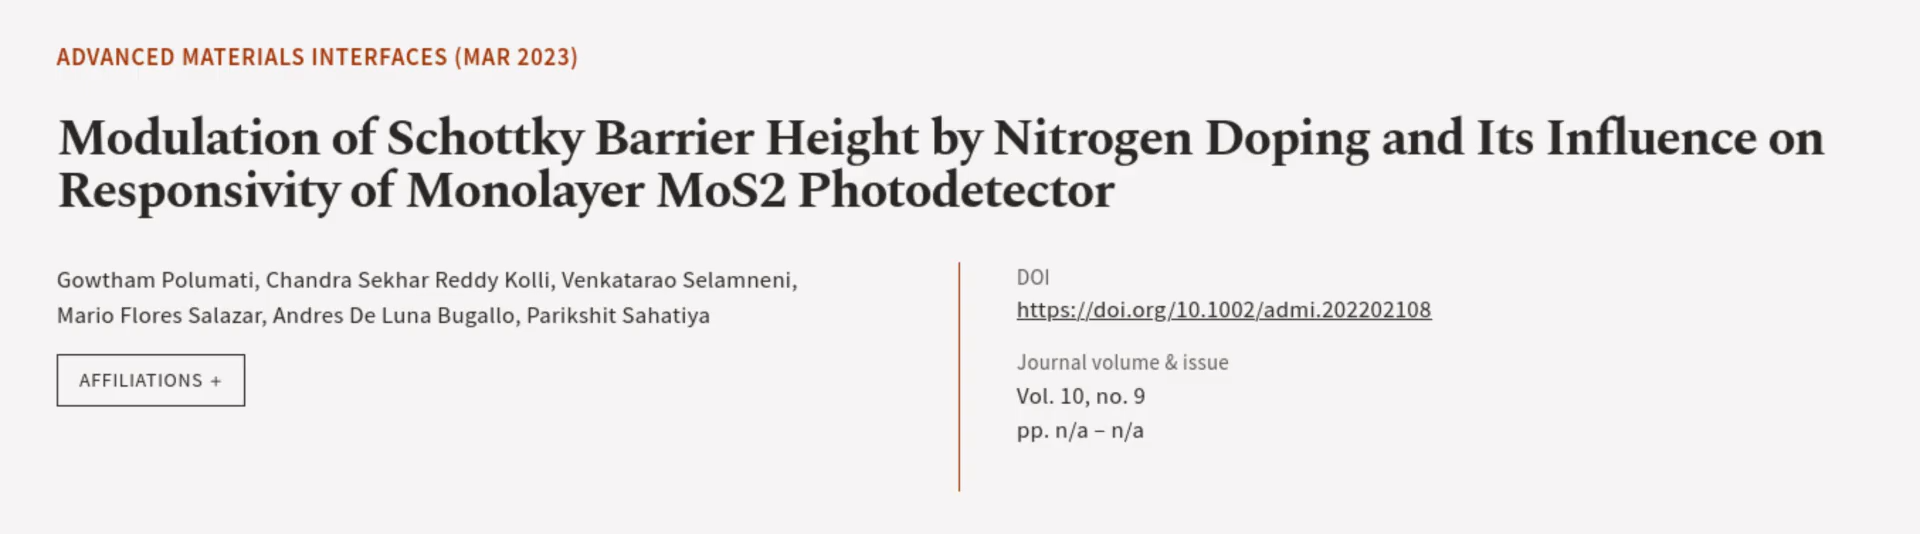 ADVANCED MATERIALS INTERFACES (MAR 2023)
Modulation of Schottky Barrier Height by Nitrogen Doping and Its Influence on
Responsivity of Monolayer MoS2 Photodetector
Gowtham Polumati, Chandra Sekhar Reddy Kolli, Venkatarao Selamneni,
Mario Flores Salazar, Andres De Luna Bugallo, Parikshit Sahatiya
AFFILIATIONS +
DOI
https://doi.org/10.1002/admi.202202108
Journal volume & issue
Vol. 10, no. 9
pp. n/a – n/a